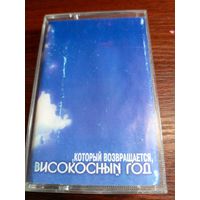 КОТОРЫЙ ВОЗВРАЩАЕТСЯ
ВИСОКОСНЫЙ ГОД